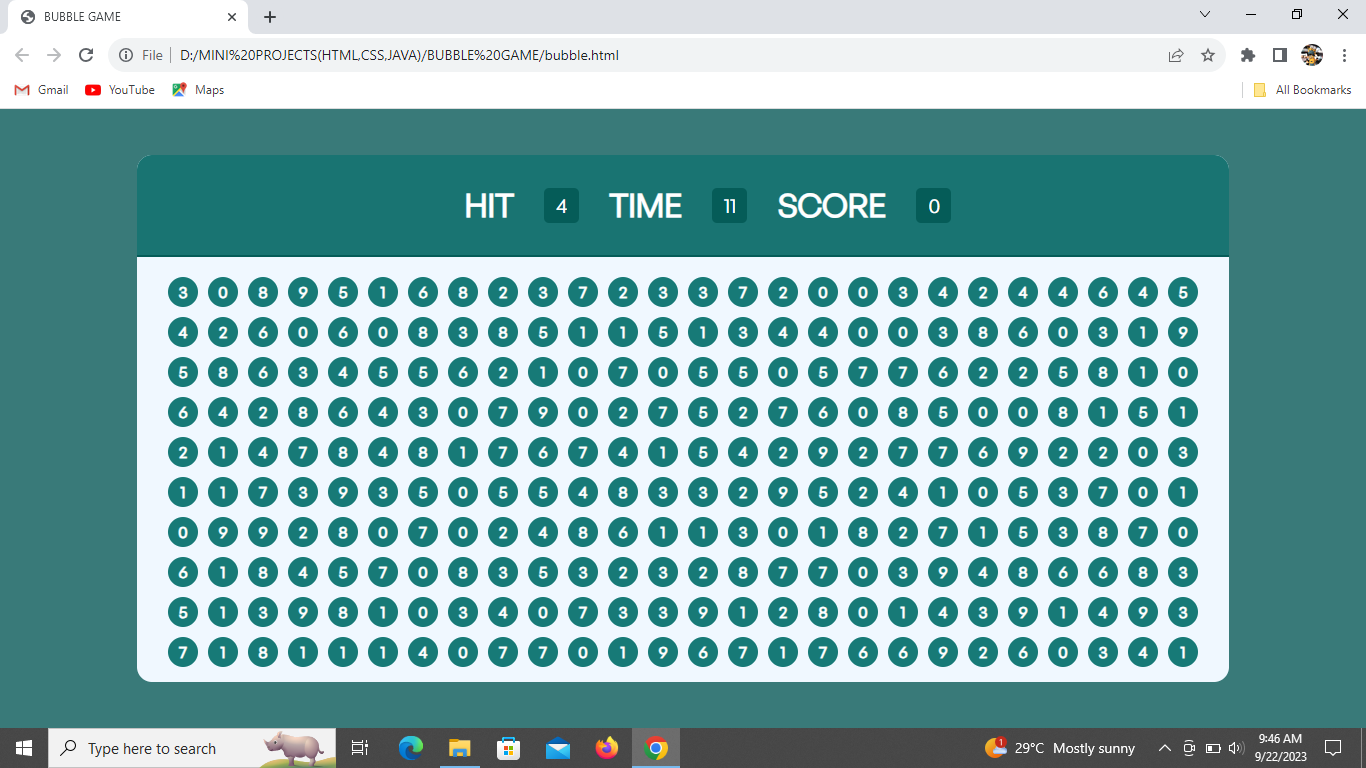 BUBBLE GAME
File D:/MINI%20PROJECTS(HTML,CSS,JAVA)/BUBBLE%20GAME/bubble.html
Gmail YouTube Maps All Bookmarks
HIT 4 TIME 11 SCORE 0
3 0 8 9 5 1 6 8 2 3 7 2 3 3 7 2 0 0 3 4 2 4 4 6 4 5
4 2 6 0 6 0 8 3 8 5 1 1 5 1 3 4 4 0 0 3 8 6 0 3 1 9
5 8 6 3 4 5 5 6 2 1 0 7 0 5 5 0 5 7 7 6 2 2 5 8 1 0
6 4 2 8 6 4 3 0 7 9 0 2 7 5 2 7 6 0 8 5 0 0 8 1 5 1
2 1 4 7 8 4 8 1 7 6 7 4 1 5 4 2 9 2 7 7 6 9 2 2 0 3
1 1 7 3 9 3 5 0 5 5 4 8 3 3 2 9 5 2 4 1 0 5 3 7 0 1
0 9 9 2 8 0 7 0 2 4 8 6 1 1 3 0 1 8 2 7 1 5 3 8 7 0
6 1 8 4 5 7 0 8 3 5 3 2 3 2 8 7 7 0 3 9 4 8 6 6 8 3
5 1 3 9 8 1 0 3 4 0 7 3 3 9 1 2 8 0 1 4 3 9 1 4 9 3
7 1 8 1 1 1 4 0 7 7 0 1 9 6 7 1 7 6 6 9 2 6 0 3 4 1
Type here to search 1 29°C Mostly sunny 9:46 AM
9/22/2023